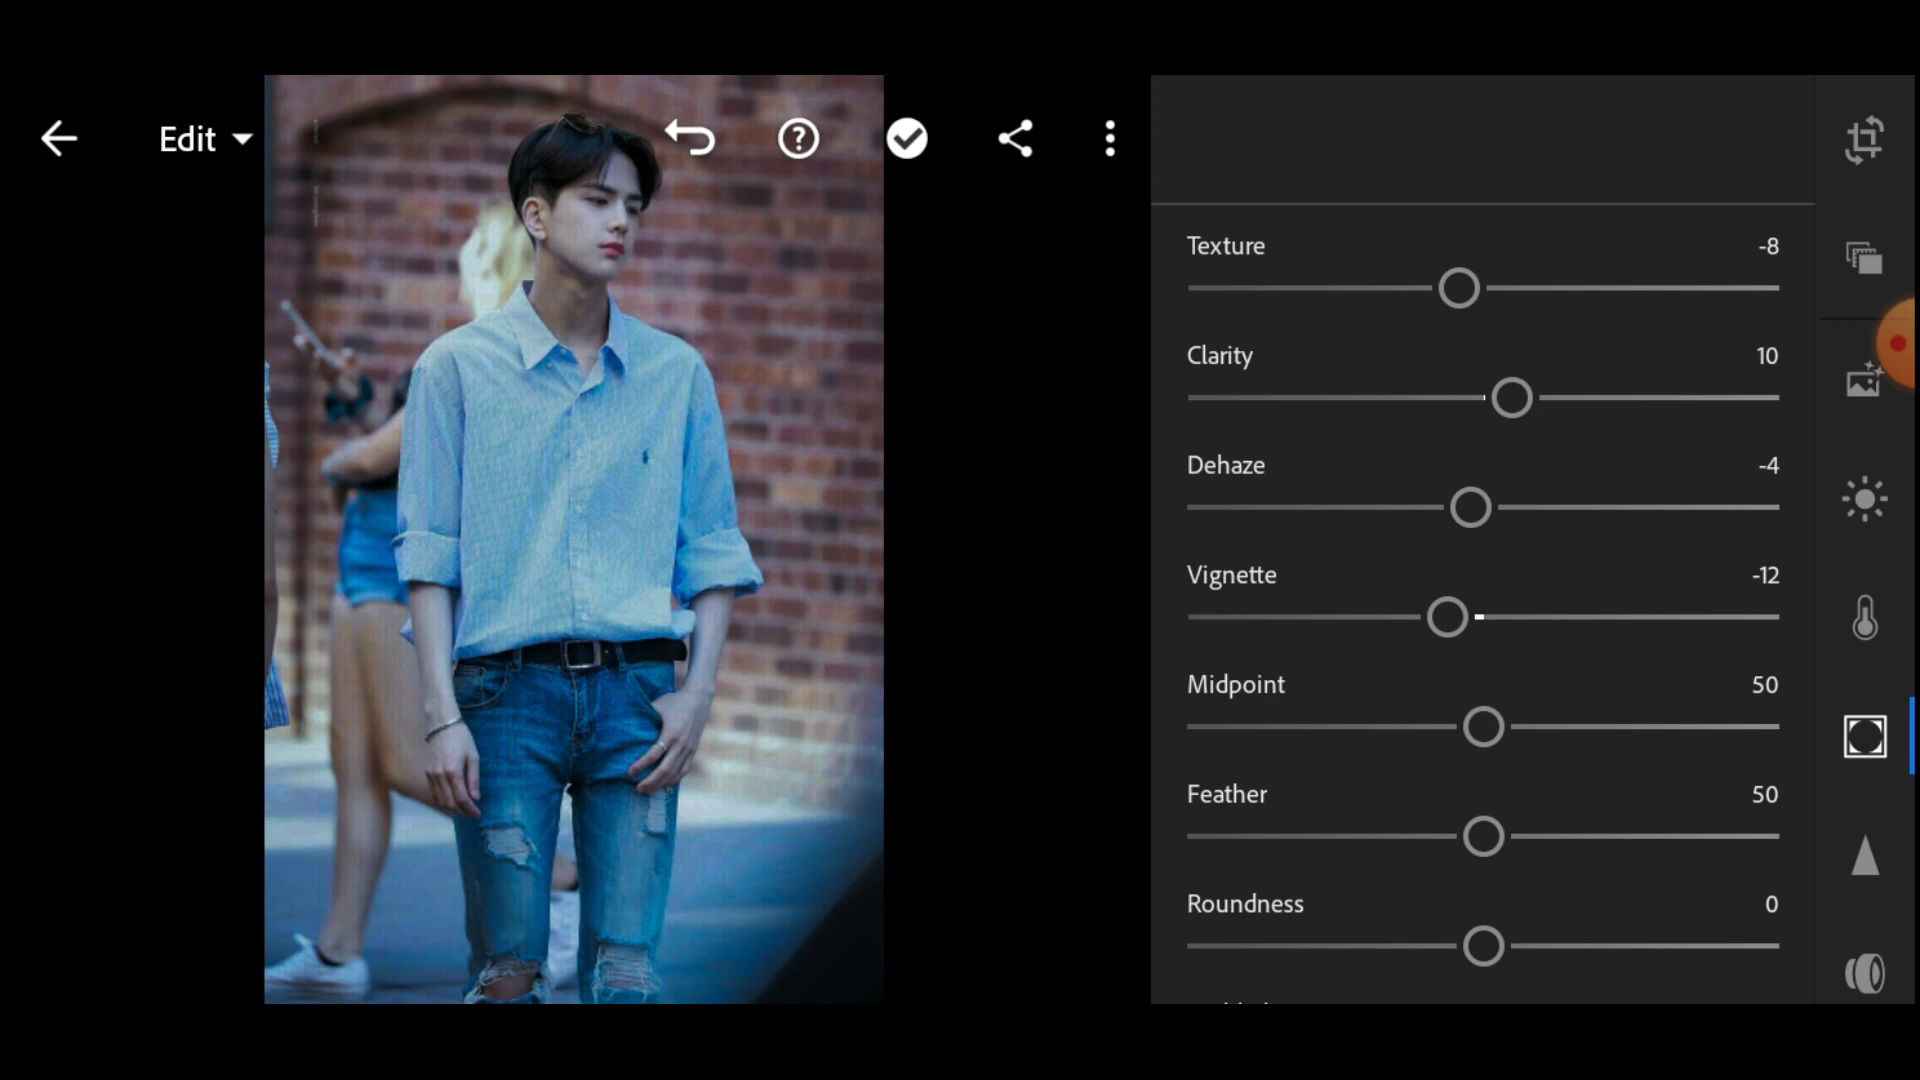 Edit
Texture -8
Clarity 10
Dehaze -4
Vignette -12
Midpoint 50
Feather 50
Roundness 0